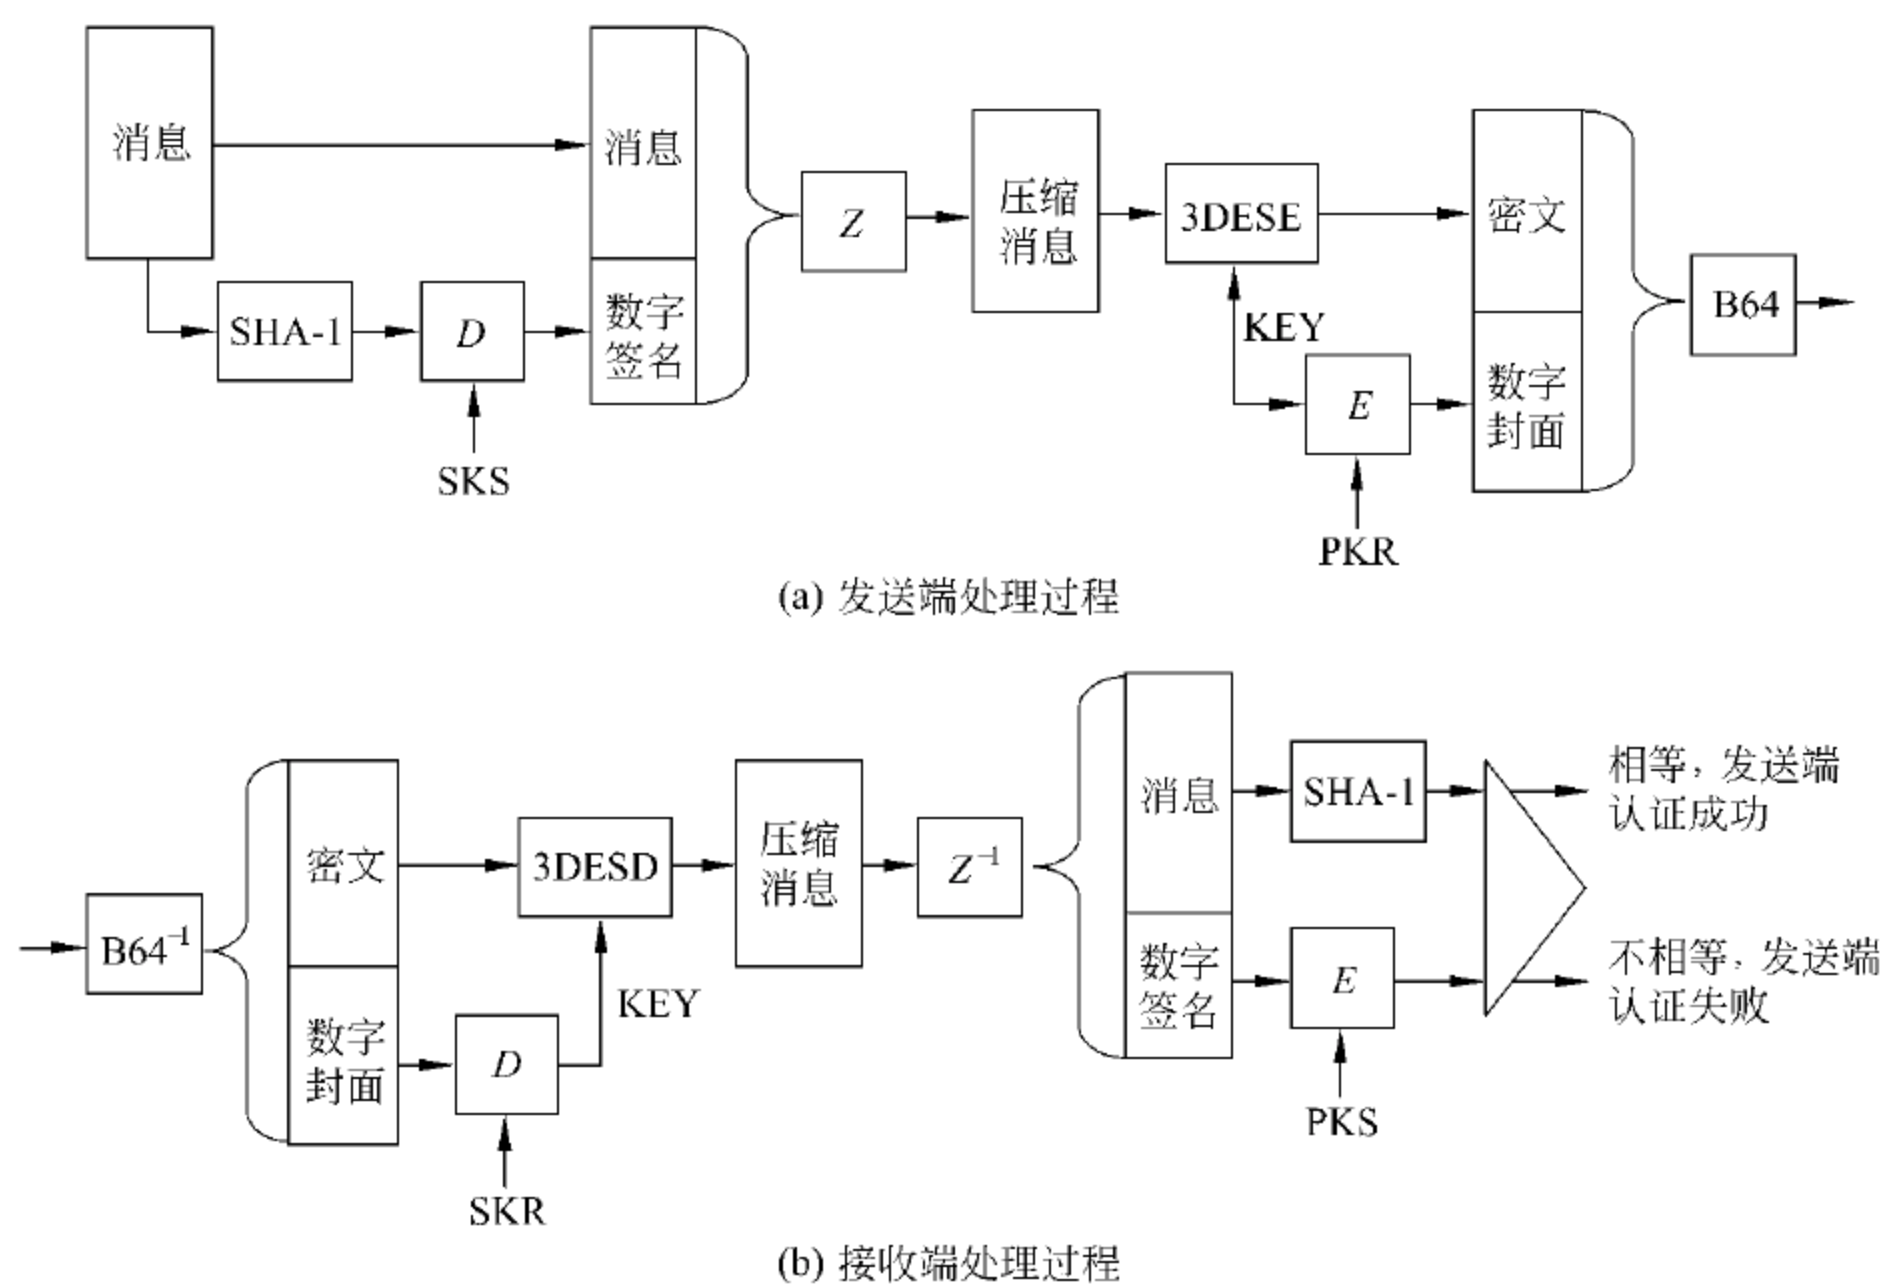 消息
SHA-1
D
SKS
消息
数字
签名
Z
压缩
消息
3DESE
KEY
E
PKR
密文
数字
封面
B64
(a) 发送端处理过程
B64⁻¹
密文
数字
封面
D
SKR
3DESD
KEY
压缩
消息
Z⁻¹
消息
数字
签名
SHA-1
E
PKS
相等，发送端
认证成功
不相等，发送端
认证失败
(b) 接收端处理过程